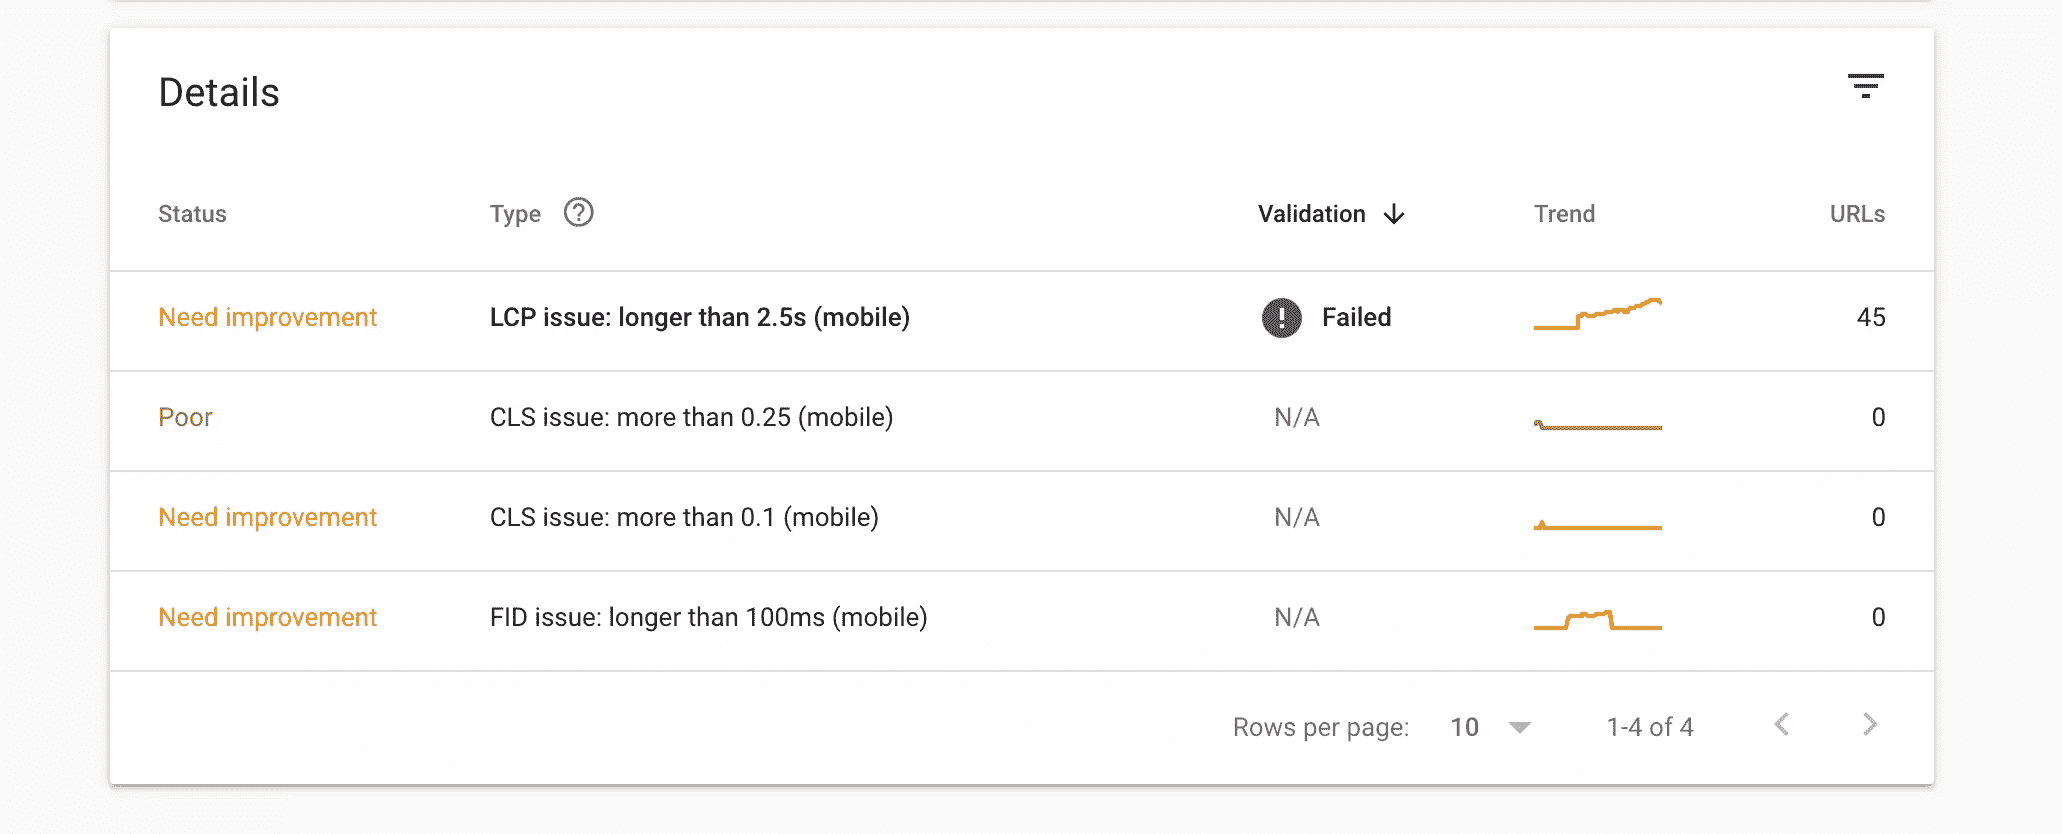 Details
Status Type ? Validation ↓ Trend URLs
Need improvement LCP issue: longer than 2.5s (mobile) ! Failed 45
Poor CLS issue: more than 0.25 (mobile) N/A 0
Need improvement CLS issue: more than 0.1 (mobile) N/A 0
Need improvement FID issue: longer than 100ms (mobile) N/A 0
Rows per page: 10 1-4 of 4